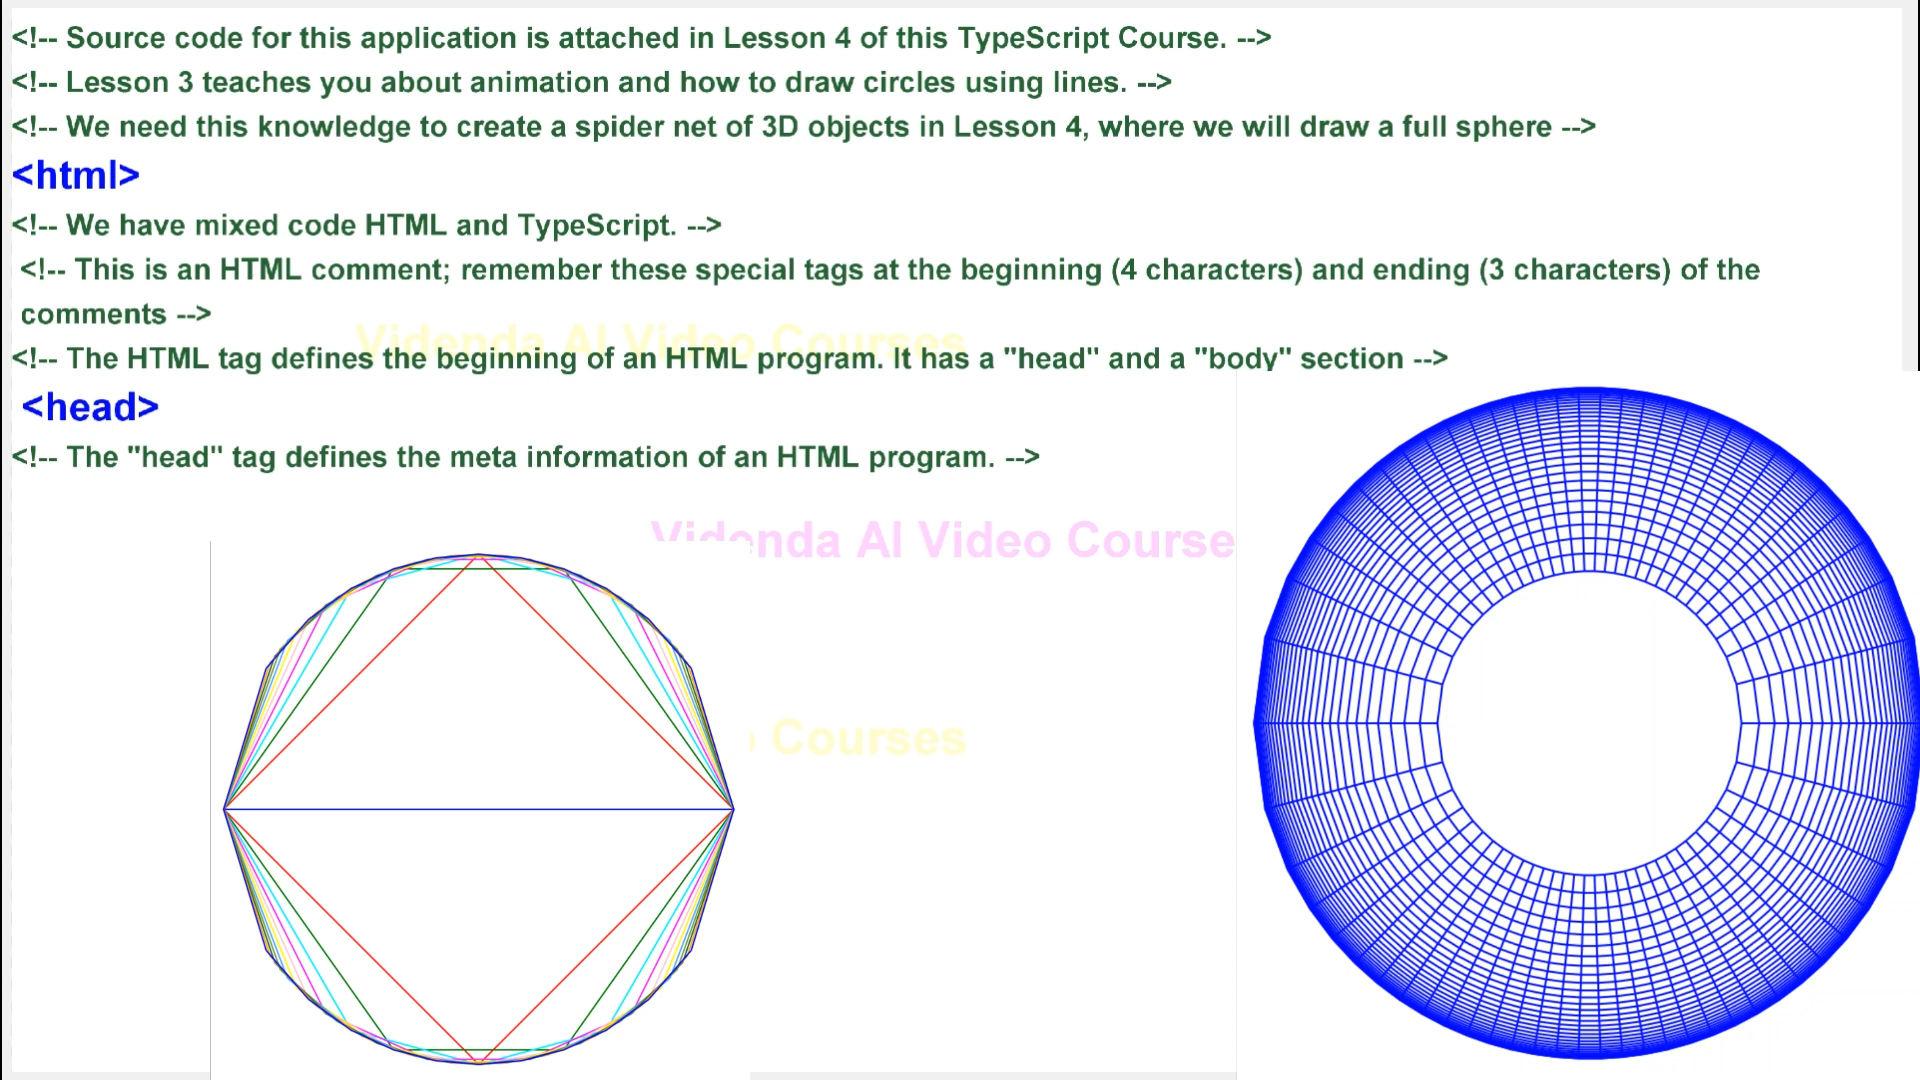 <!-- Source code for this application is attached in Lesson 4 of this TypeScript Course. -->
<!-- Lesson 3 teaches you about animation and how to draw circles using lines. -->
<!-- We need this knowledge to create a spider net of 3D objects in Lesson 4, where we will draw a full sphere -->
<html>
<!-- We have mixed code HTML and TypeScript. -->
<!-- This is an HTML comment; remember these special tags at the beginning (4 characters) and ending (3 characters) of the
comments -->
Videnda AI Video Courses
<!-- The HTML tag defines the beginning of an HTML program. It has a "head" and a "body" section -->
<head>
<!-- The "head" tag defines the meta information of an HTML program. -->
Videnda AI Video Course
Courses